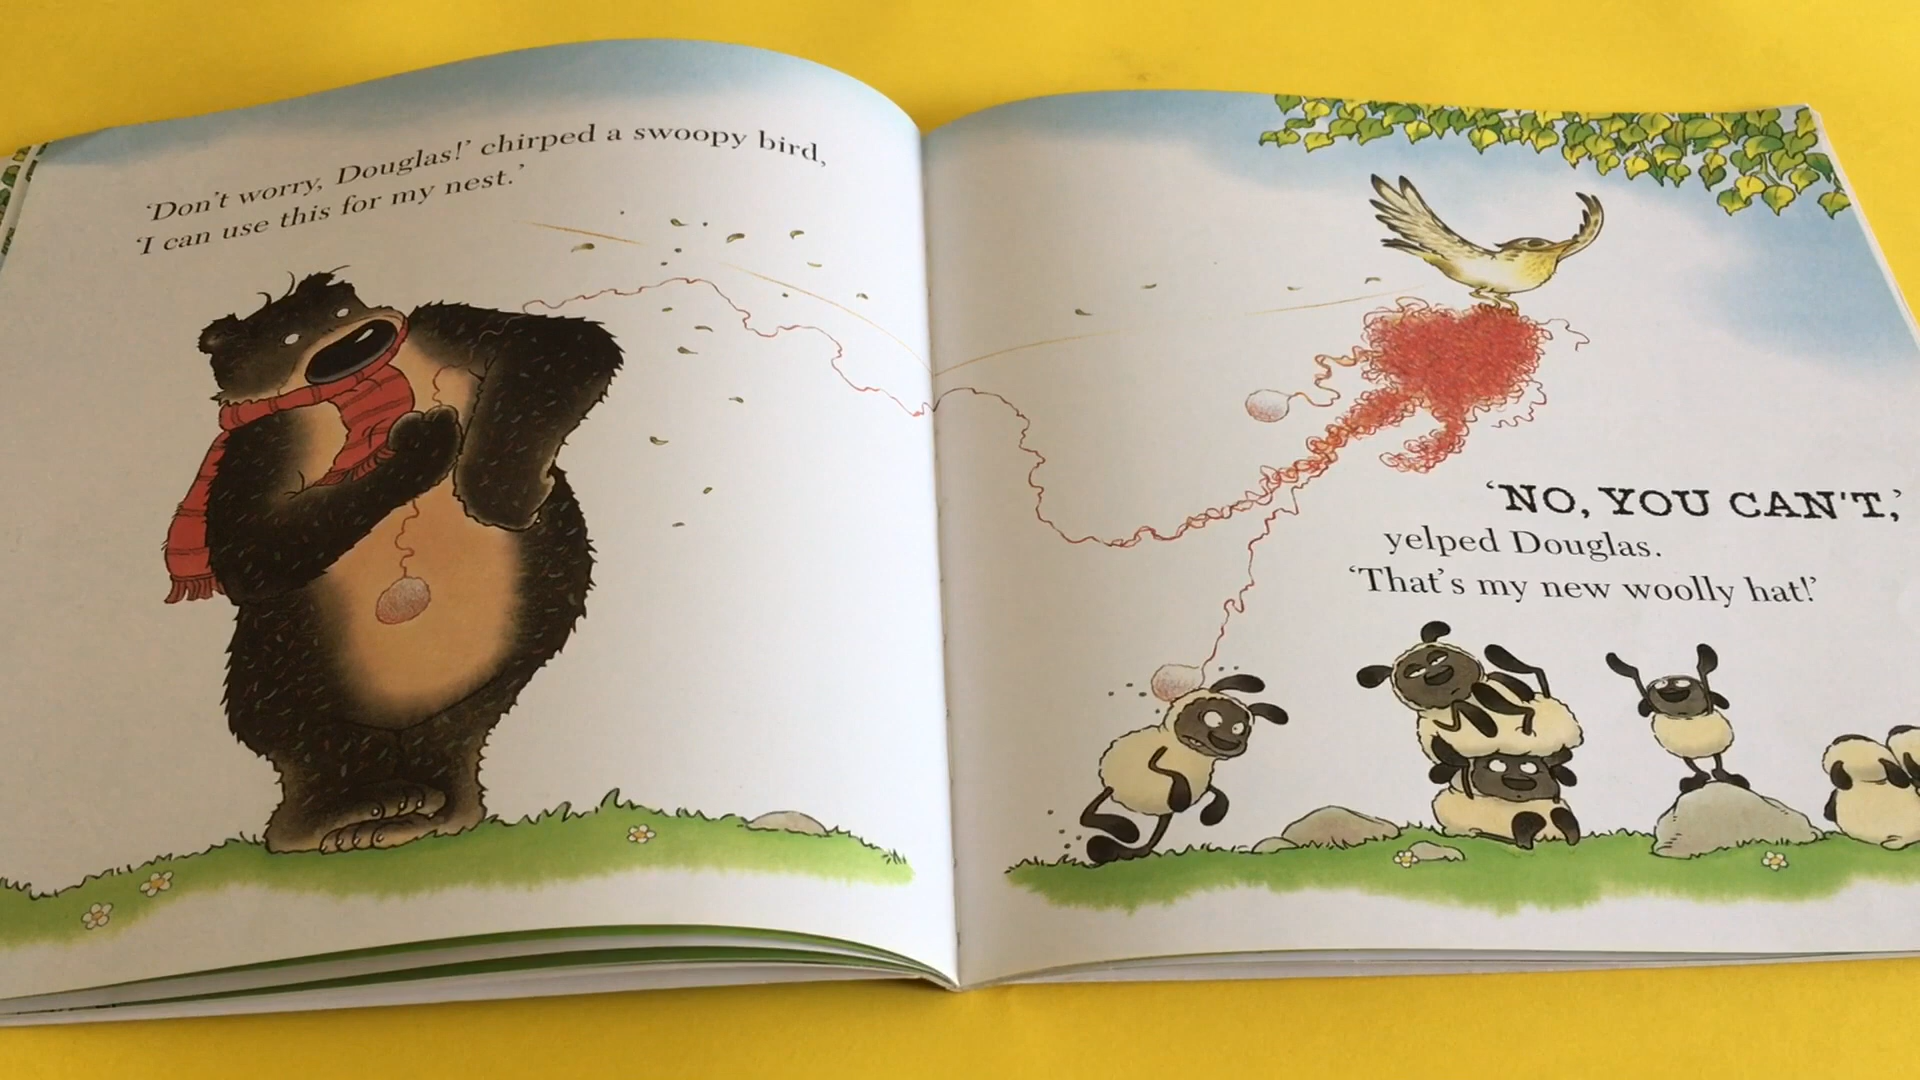 ‘Don’t worry, Douglas!’ chirped a swoopy bird,
‘I can use this for my nest.’
‘NO, YOU CAN'T,’
yelped Douglas.
‘That’s my new woolly hat!’